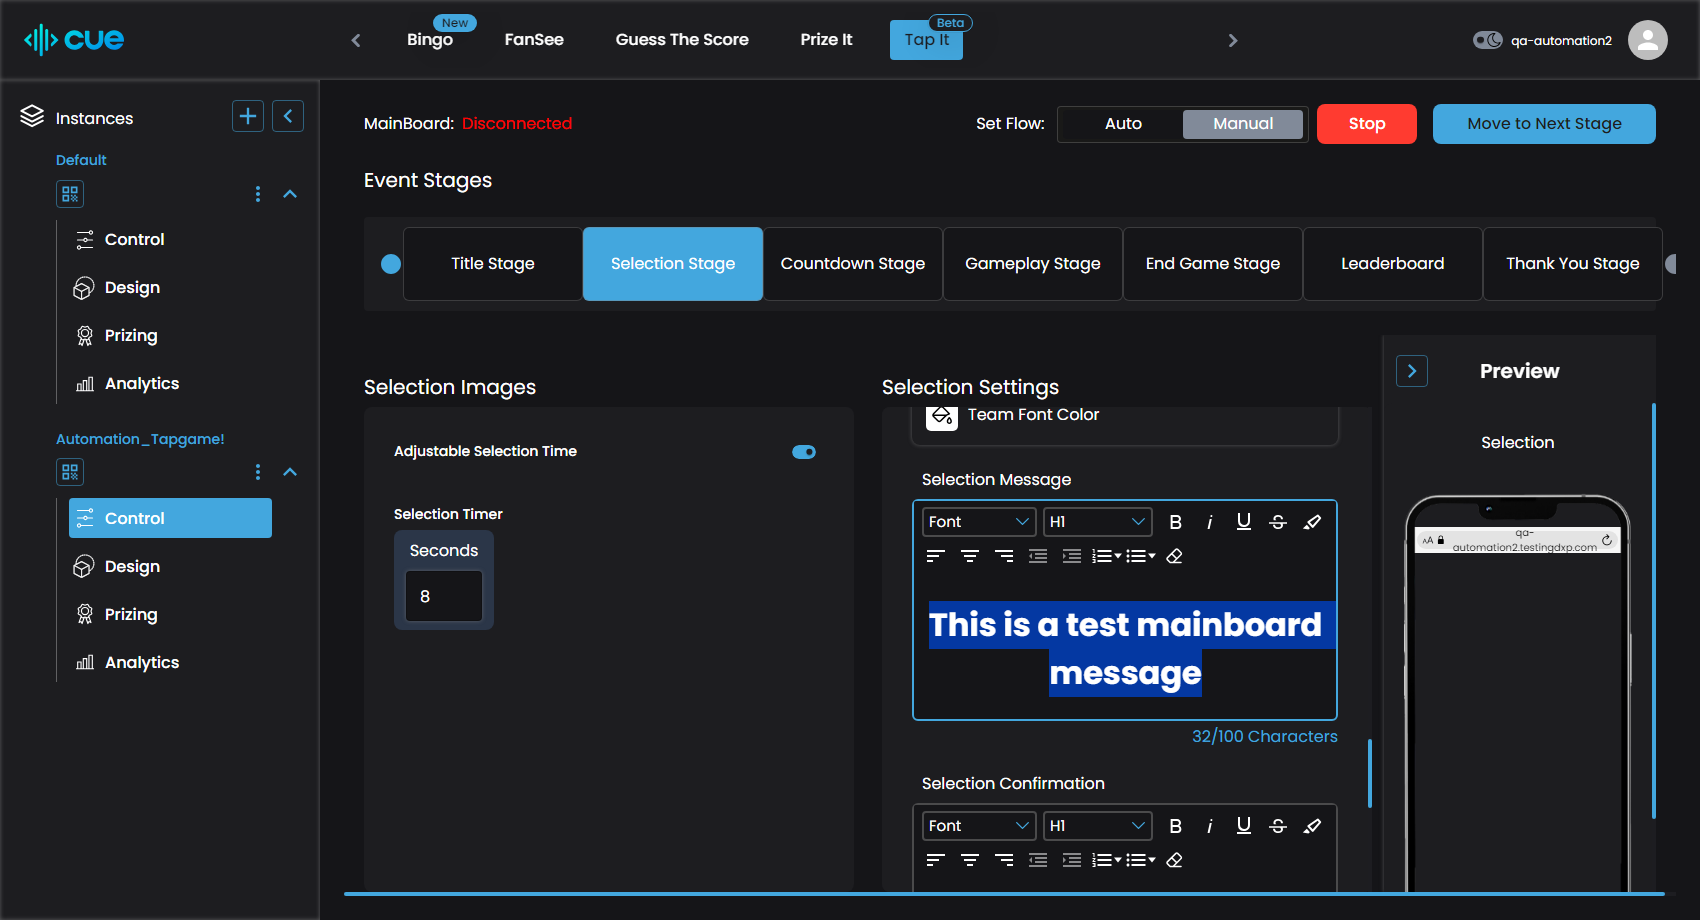 cue
New
Bingo
FanSee
Guess The Score
Prize It
Beta
Tap It
qa-automation2
Instances
Default
Control
Design
Prizing
Analytics
Automation_Tapgame!
Control
Design
Prizing
Analytics
MainBoard: Disconnected
Set Flow:
Auto
Manual
Stop
Move to Next Stage
Event Stages
Title Stage
Selection Stage
Countdown Stage
Gameplay Stage
End Game Stage
Leaderboard
Thank You Stage
Selection Images
Adjustable Selection Time
Selection Timer
Seconds
8
Selection Settings
Team Font Color
Selection Message
Font
H1
B
i
U
S
This is a test mainboard
message
32/100 Characters
Selection Confirmation
Font
H1
B
i
U
S
Preview
Selection
AA
qa-
automation2.testingdxp.com